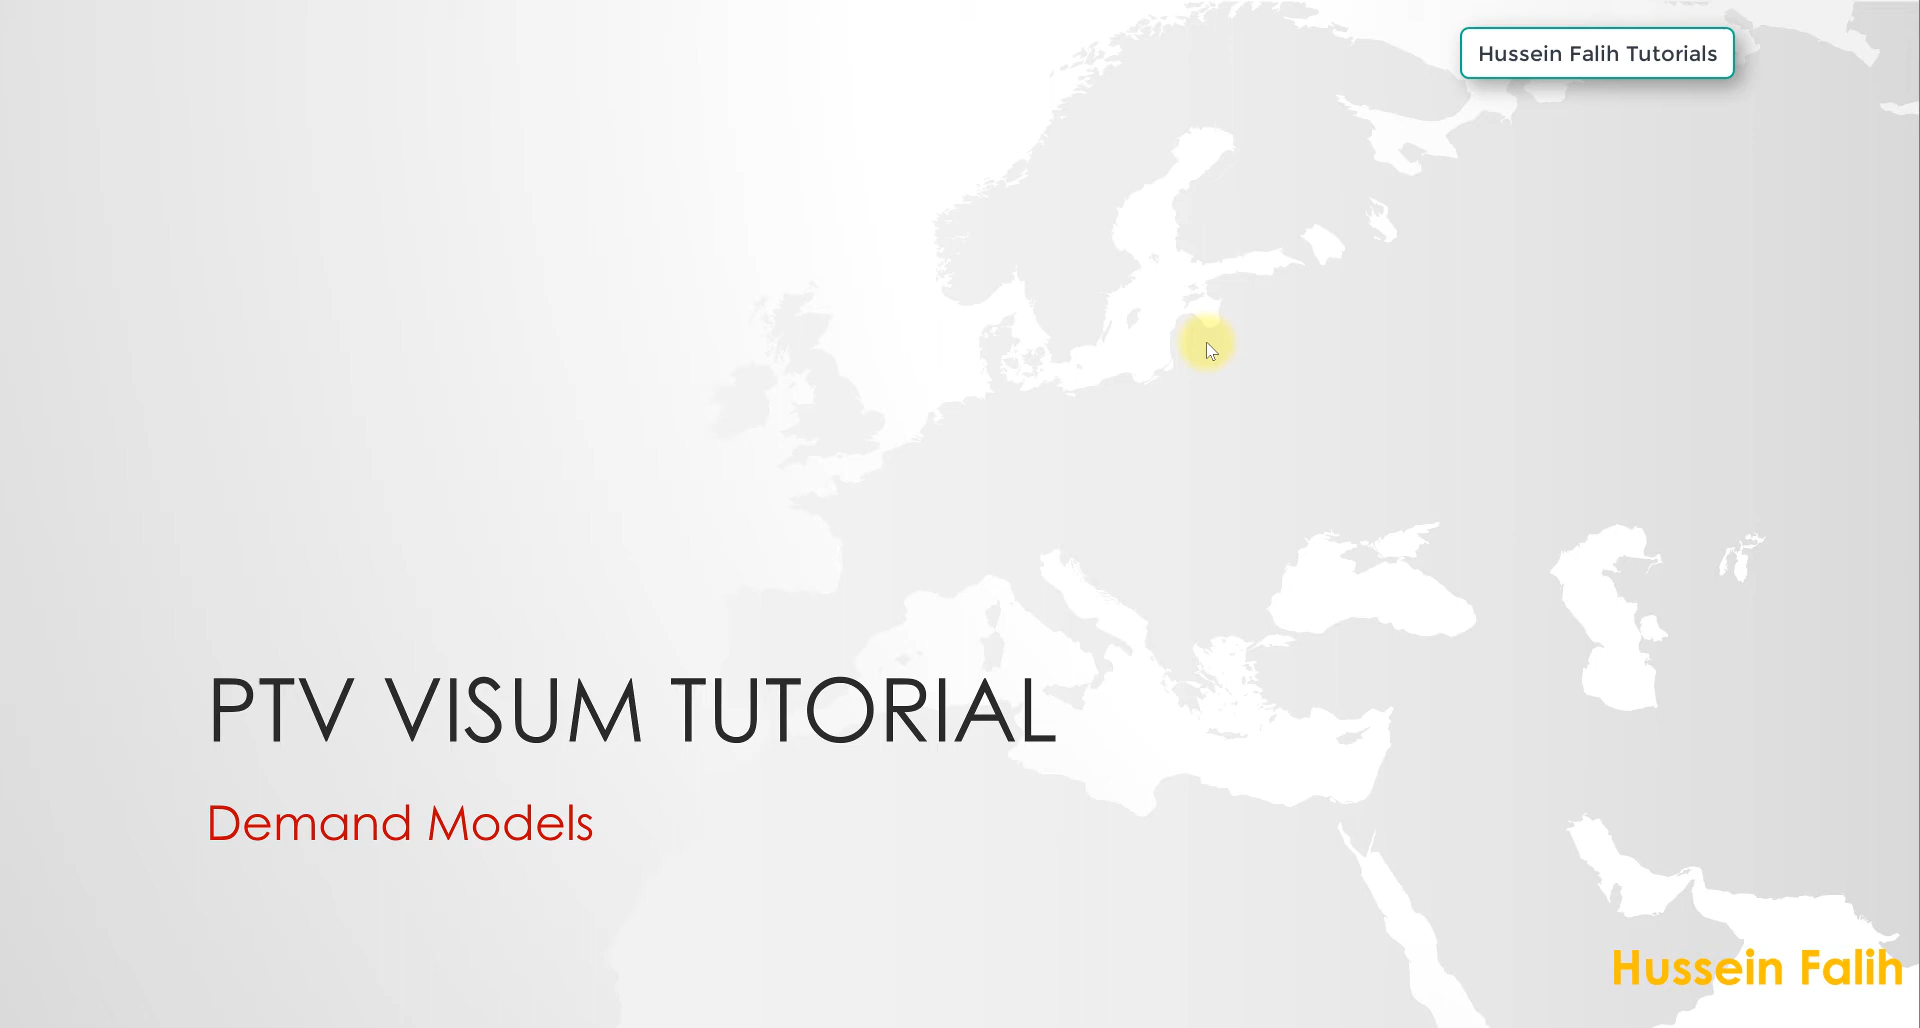 Hussein Falih Tutorials
PTV VISUM TUTORIAL
Demand Models
Hussein Falih